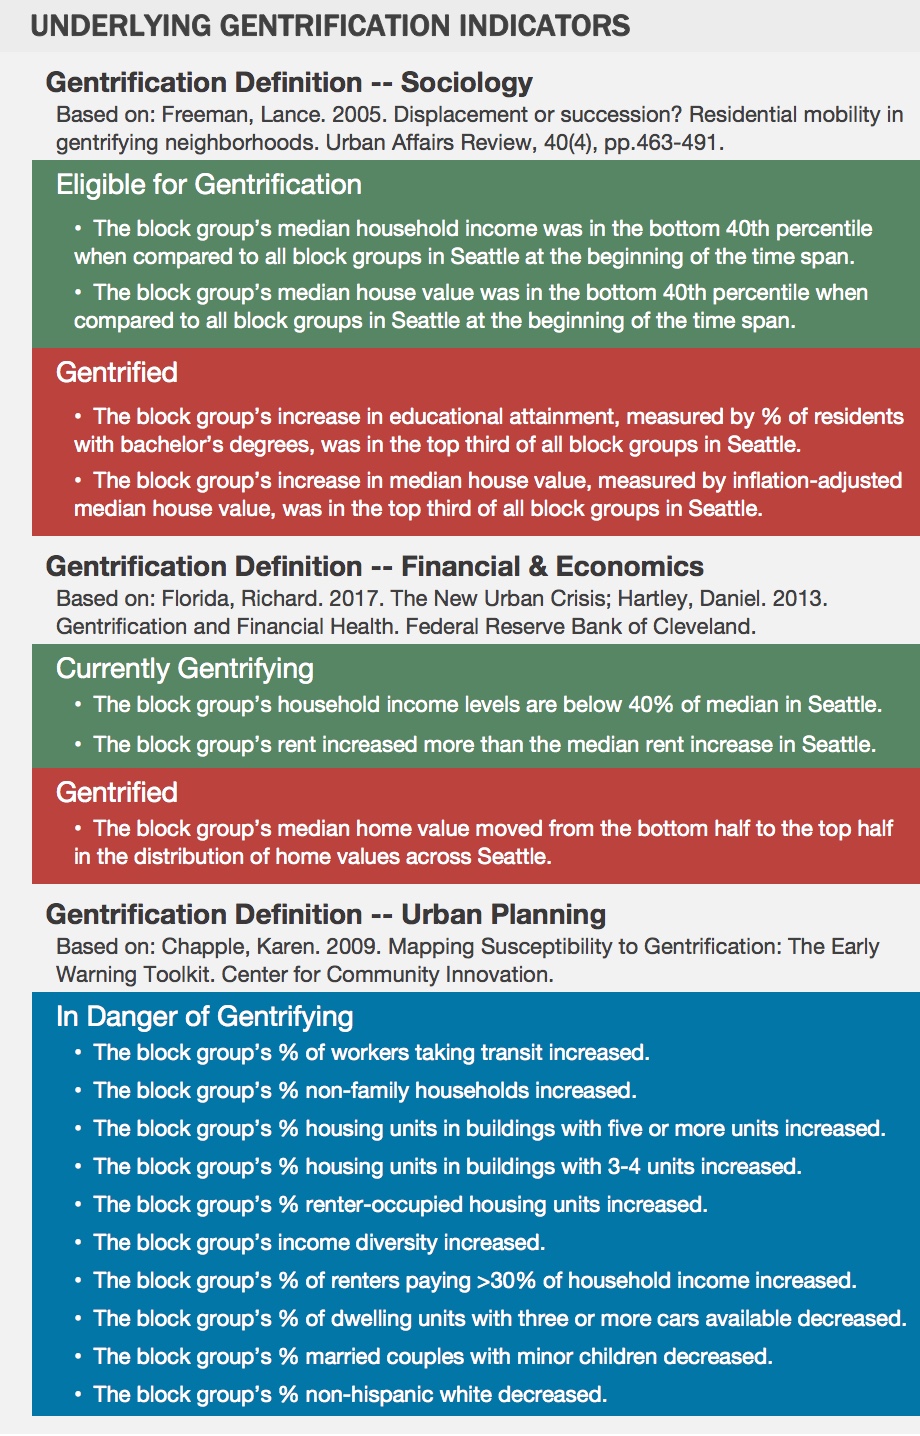 UNDERLYING GENTRIFICATION INDICATORS
Gentrification Definition -- Sociology
Based on: Freeman, Lance. 2005. Displacement or succession? Residential mobility in
gentrifying neighborhoods. Urban Affairs Review, 40(4), pp.463-491.
Eligible for Gentrification
• The block group's median household income was in the bottom 40th percentile
when compared to all block groups in Seattle at the beginning of the time span.
• The block group's median house value was in the bottom 40th percentile when
compared to all block groups in Seattle at the beginning of the time span.
Gentrified
• The block group's increase in educational attainment, measured by % of residents
with bachelor's degrees, was in the top third of all block groups in Seattle.
• The block group's increase in median house value, measured by inflation-adjusted
median house value, was in the top third of all block groups in Seattle.
Gentrification Definition -- Financial & Economics
Based on: Florida, Richard. 2017. The New Urban Crisis; Hartley, Daniel. 2013.
Gentrification and Financial Health. Federal Reserve Bank of Cleveland.
Currently Gentrifying
• The block group's household income levels are below 40% of median in Seattle.
• The block group's rent increased more than the median rent increase in Seattle.
Gentrified
• The block group's median home value moved from the bottom half to the top half
in the distribution of home values across Seattle.
Gentrification Definition -- Urban Planning
Based on: Chapple, Karen. 2009. Mapping Susceptibility to Gentrification: The Early
Warning Toolkit. Center for Community Innovation.
In Danger of Gentrifying
• The block group's % of workers taking transit increased.
• The block group's % non-family households increased.
• The block group's % housing units in buildings with five or more units increased.
• The block group's % housing units in buildings with 3-4 units increased.
• The block group's % renter-occupied housing units increased.
• The block group's income diversity increased.
• The block group's % of renters paying >30% of household income increased.
• The block group's % of dwelling units with three or more cars available decreased.
• The block group's % married couples with minor children decreased.
• The block group's % non-hispanic white decreased.